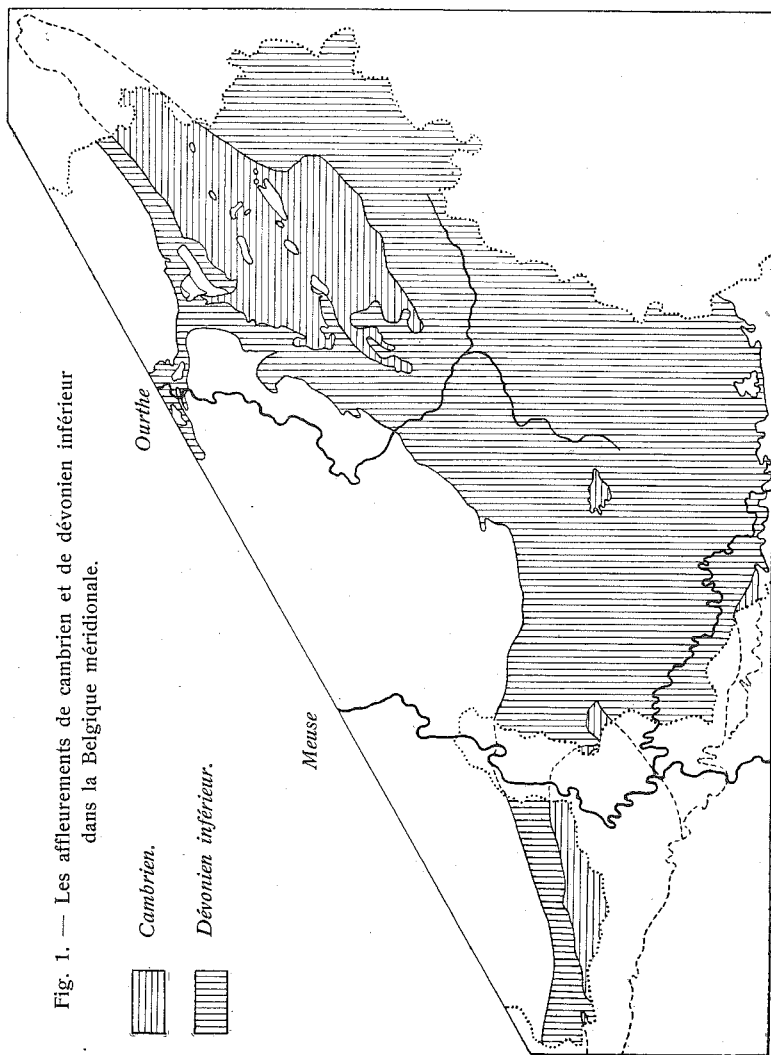 Fig. 1. — Les affleurements de cambrien et de dévonien inférieur
dans la Belgique méridionale.
Cambrien.
Dévonien inférieur.
Ourthe
Meuse